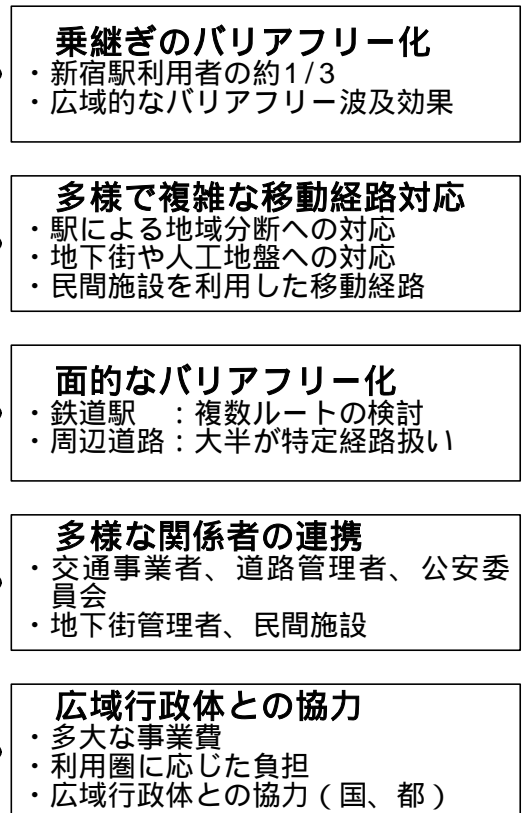 乗継ぎのバリアフリー化
・新宿駅利用者の約1/3
・広域的なバリアフリー波及効果
多様で複雑な移動経路対応
・駅による地域分断への対応
・地下街や人工地盤への対応
・民間施設を利用した移動経路
面的なバリアフリー化
・鉄道駅　：複数ルートの検討
・周辺道路：大半が特定経路扱い
多様な関係者の連携
・交通事業者、道路管理者、公安委
員会
・地下街管理者、民間施設
広域行政体との協力
・多大な事業費
・利用圏に応じた負担
・広域行政体との協力（国、都）